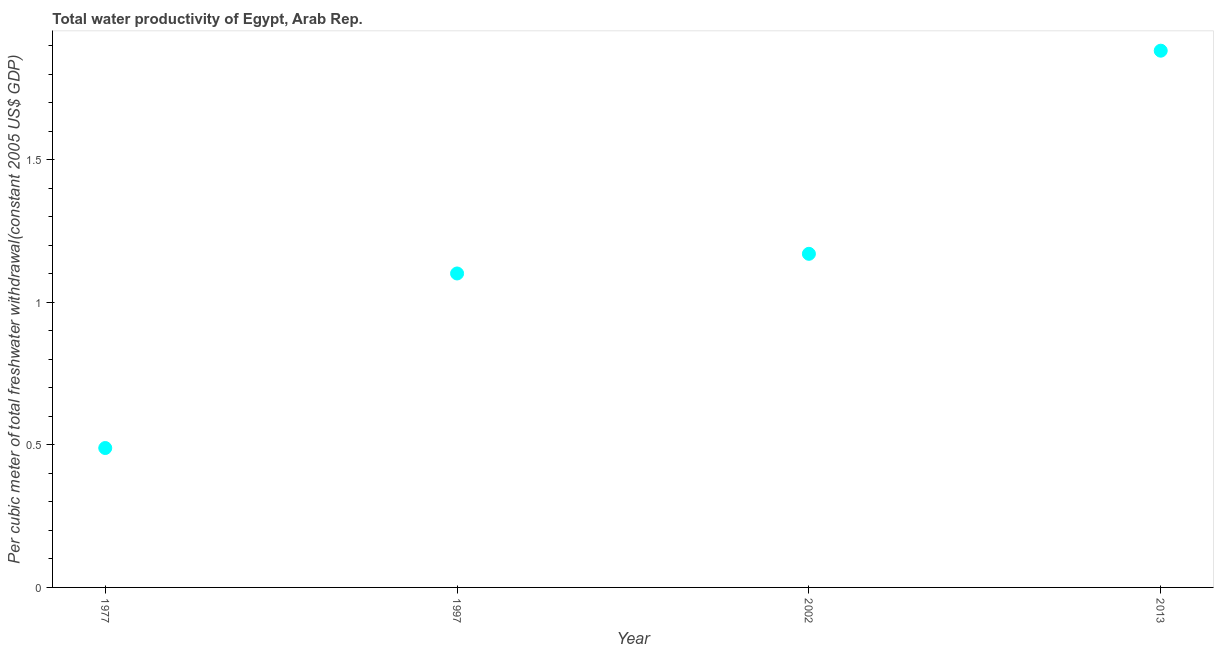 Total water productivity of Egypt, Arab Rep.
Per cubic meter of total freshwater withdrawal(constant 2005 US$ GDP)
1.5
1
0.5
0
1977
1997
2002
2013
Year